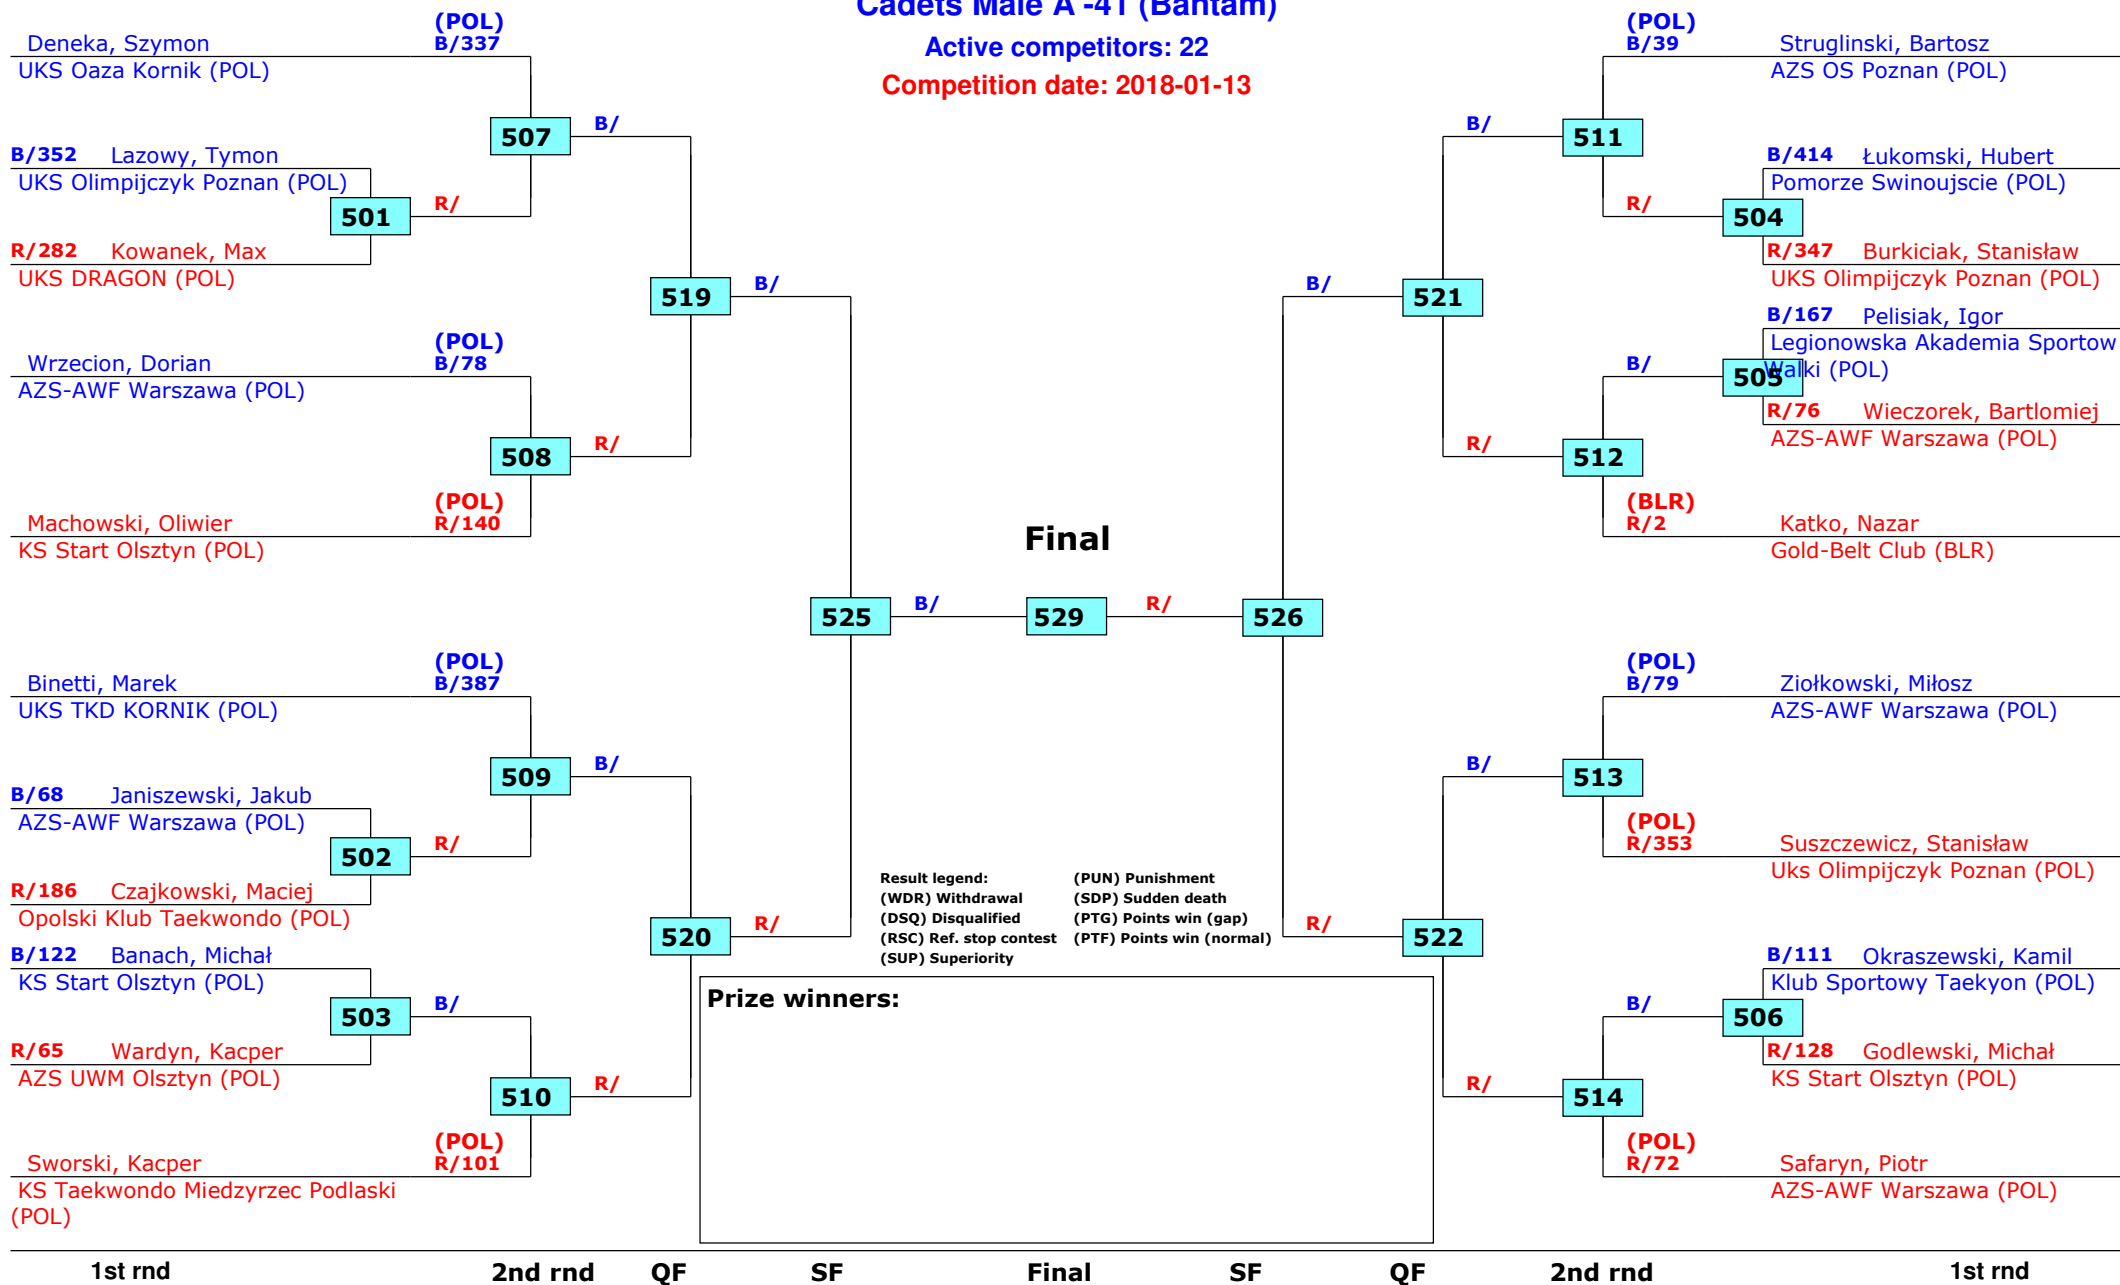 Cadets Male A -41 (Bantam)
Active competitors: 22
Competition date: 2018-01-13
(POL)
Deneka, Szymon B/337
UKS Oaza Kornik (POL)
507
B/
B/352 Lazowy, Tymon
UKS Olimpijczyk Poznan (POL)
501
R/
R/282 Kowanek, Max
UKS DRAGON (POL)
519
B/
(POL)
Wrzecion, Dorian B/78
AZS-AWF Warszawa (POL)
508
R/
(POL)
Machowski, Oliwier R/140
KS Start Olsztyn (POL)
525
B/
(POL)
Binetti, Marek B/387
UKS TKD KORNIK (POL)
509
B/
B/68 Janiszewski, Jakub
AZS-AWF Warszawa (POL)
502
R/
R/186 Czajkowski, Maciej
Opolski Klub Taekwondo (POL)
520
R/
B/122 Banach, Michał
KS Start Olsztyn (POL)
503
B/
R/65 Wardyn, Kacper
AZS UWM Olsztyn (POL)
510
R/
(POL)
Sworski, Kacper R/101
KS Taekwondo Miedzyrzec Podlaski
(POL)
Final
529
R/
526
(POL)
B/39 Struglinski, Bartosz
AZS OS Poznan (POL)
B/
511
B/414 Łukomski, Hubert
Pomorze Swinoujscie (POL)
R/
504
R/347 Burkiciak, Stanisław
UKS Olimpijczyk Poznan (POL)
B/
521
B/167 Pelisiak, Igor
Legionowska Akademia Sportow
Walki (POL)
B/
505
R/76 Wieczorek, Bartlomiej
AZS-AWF Warszawa (POL)
R/
512
(BLR)
R/2 Katko, Nazar
Gold-Belt Club (BLR)
(POL)
B/79 Ziołkowski, Miłosz
AZS-AWF Warszawa (POL)
B/
513
(POL)
R/353 Suszczewicz, Stanisław
Uks Olimpijczyk Poznan (POL)
R/
522
B/111 Okraszewski, Kamil
Klub Sportowy Taekyon (POL)
B/
506
R/128 Godlewski, Michał
KS Start Olsztyn (POL)
R/
514
(POL)
R/72 Safaryn, Piotr
AZS-AWF Warszawa (POL)
Result legend: (PUN) Punishment
(WDR) Withdrawal (SDP) Sudden death
(DSQ) Disqualified (PTG) Points win (gap)
(RSC) Ref. stop contest (PTF) Points win (normal)
(SUP) Superiority
Prize winners:
1st rnd 2nd rnd QF SF Final SF QF 2nd rnd 1st rnd